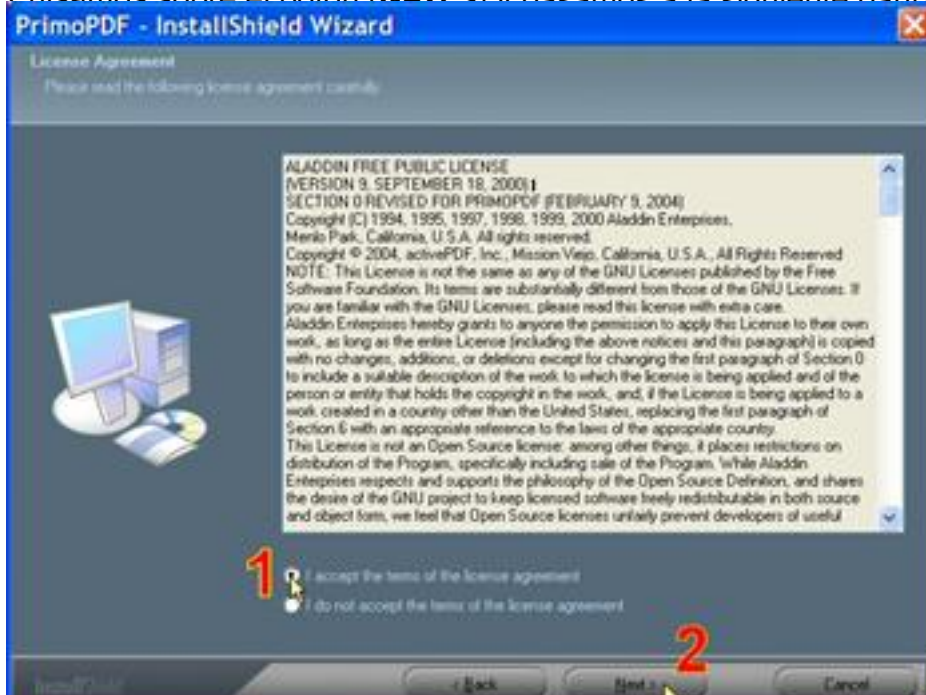 PrimoPDF - InstallShield Wizard
License Agreement
Please read the following license agreement carefully.
ALADDIN FREE PUBLIC LICENSE
(VERSION 9, SEPTEMBER 18, 2000)
SECTION 0 REVISED FOR PRIMOPDF (FEBRUARY 9, 2004)
Copyright (C) 1994, 1995, 1997, 1998, 1999, 2000 Aladdin Enterprises,
Menlo Park, California, U.S.A. All rights reserved.
Copyright © 2004, activePDF, Inc., Mission Viejo, California, U.S.A., All Rights Reserved
NOTE: This License is not the same as any of the GNU Licenses published by the Free
Software Foundation. Its terms are substantially different from those of the GNU Licenses. If
you are familiar with the GNU Licenses, please read this license with extra care.
Aladdin Enterprises hereby grants to anyone the permission to apply this License to their own
work, as long as the entire License (including the above notices and this paragraph) is copied
with no changes, additions, or deletions except for changing the first paragraph of Section 0
to include a suitable description of the work to which the license is being applied and of the
person or entity that holds the copyright in the work, and, if the License is being applied to a
work created in a country other than the United States, replacing the first paragraph of
Section 6 with an appropriate reference to the laws of the appropriate country.
This License is not an Open Source license: among other things, it places restrictions on
distribution of the Program, specifically including sale of the Program. While Aladdin
Enterprises respects and supports the philosophy of the Open Source Definition, and shares
the desire of the GNU project to keep licensed software freely redistributable in both source
and object form, we feel that Open Source licenses unfairly prevent developers of useful
1
I accept the terms of the license agreement
I do not accept the terms of the license agreement
2
InstallShield
< Back
Next >
Cancel